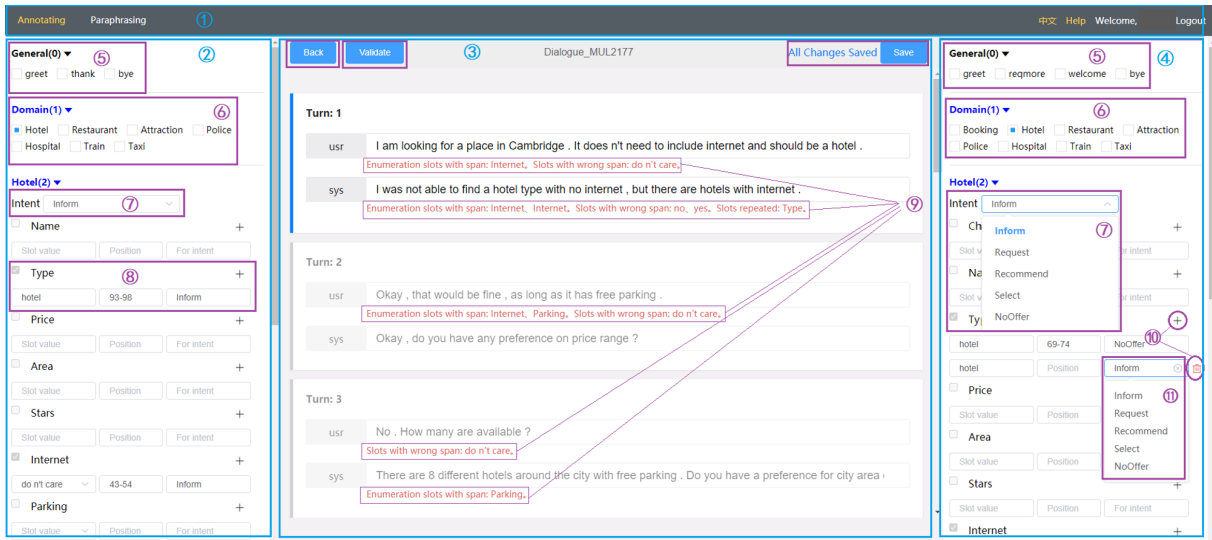 Annotating Paraphrasing ① 中文 Help Welcome, Logout
General(0) ▼ ⑤ ②
greet thank bye
Domain(1) ▼ ⑥
Hotel Restaurant Attraction Police
Hospital Train Taxi
Hotel(2) ▼
Intent Inform ⑦
Name +
Slot value Position For intent
Type ⑧ +
hotel 93-98 Inform
Price +
Slot value Position For intent
Area +
Slot value Position For intent
Stars +
Slot value Position For intent
Internet +
do n't care 43-54 Inform
Parking +
Slot value Position For intent
Back Validate ③ Dialogue_MUL2177 All Changes Saved Save
Turn: 1
usr I am looking for a place in Cambridge . It does n't need to include internet and should be a hotel .
Enumeration slots with span: Internet。Slots with wrong span: do n't care。
sys I was not able to find a hotel type with no internet , but there are hotels with internet .
Enumeration slots with span: Internet、Internet。Slots with wrong span: no、yes。Slots repeated: Type。
⑨
Turn: 2
usr Okay , that would be fine , as long as it has free parking .
Enumeration slots with span: Internet、Parking。Slots with wrong span: do n't care。
sys Okay , do you have any preference on price range ?
Turn: 3
usr No . How many are available ?
Slots with wrong span: do n't care。
sys There are 8 different hotels around the city with free parking . Do you have a preference for city area
Enumeration slots with span: Parking。
General(0) ▼ ⑤ ④
greet reqmore welcome bye
Domain(1) ▼ ⑥
Booking Hotel Restaurant Attraction
Police Hospital Train Taxi
Hotel(2) ▼
Intent Inform
Ch Inform ⑦ +
Slot v Request or intent
Na Recommend +
Slot v Select or intent
Ty NoOffer +
⑩
hotel 69-74 NoOffer
hotel Position Inform
Price Inform ⑪
Slot value Position Request
Area Recommend
Slot value Position Select
NoOffer
Stars +
Slot value Position For intent
Internet +